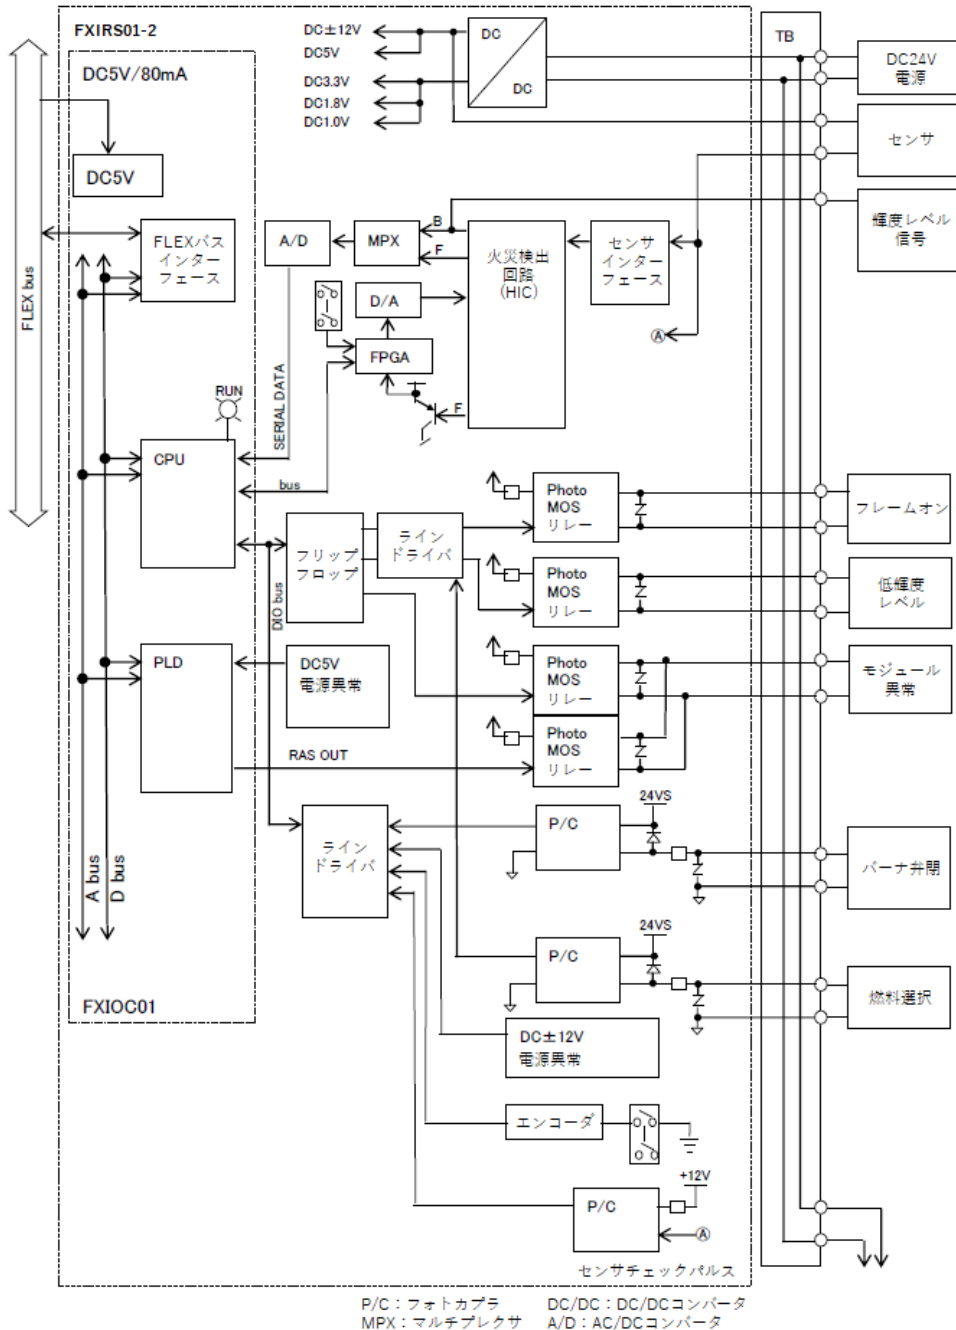 FXIRS01-2
DC±12V
DC5V
DC3.3V
DC1.8V
DC1.0V
DC
DC
TB
DC24V
電源
センサ
輝度レベル
信号
DC5V/80mA
DC5V
FLEX bus
FLEXバス
インター
フェース
A/D
MPX
B
F
火災検出
回路
(HIC)
センサ
インター
フェース
D/A
FPGA
F
Ⓐ
SERIAL DATA
RUN
CPU
bus
フリップ
フロップ
ライン
ドライバ
DIO bus
Photo
MOS
リレー
フレームオン
Photo
MOS
リレー
低輝度
レベル
PLD
DC5V
電源異常
Photo
MOS
リレー
モジュール
異常
RAS OUT
Photo
MOS
リレー
A bus
D bus
ライン
ドライバ
P/C
24VS
バーナ弁閉
P/C
24VS
燃料選択
FXIOC01
DC±12V
電源異常
エンコーダ
P/C
+12V
Ⓐ
センサチェックパルス
P/C：フォトカプラ DC/DC：DC/DCコンバータ
MPX：マルチプレクサ A/D：AC/DCコンバータ